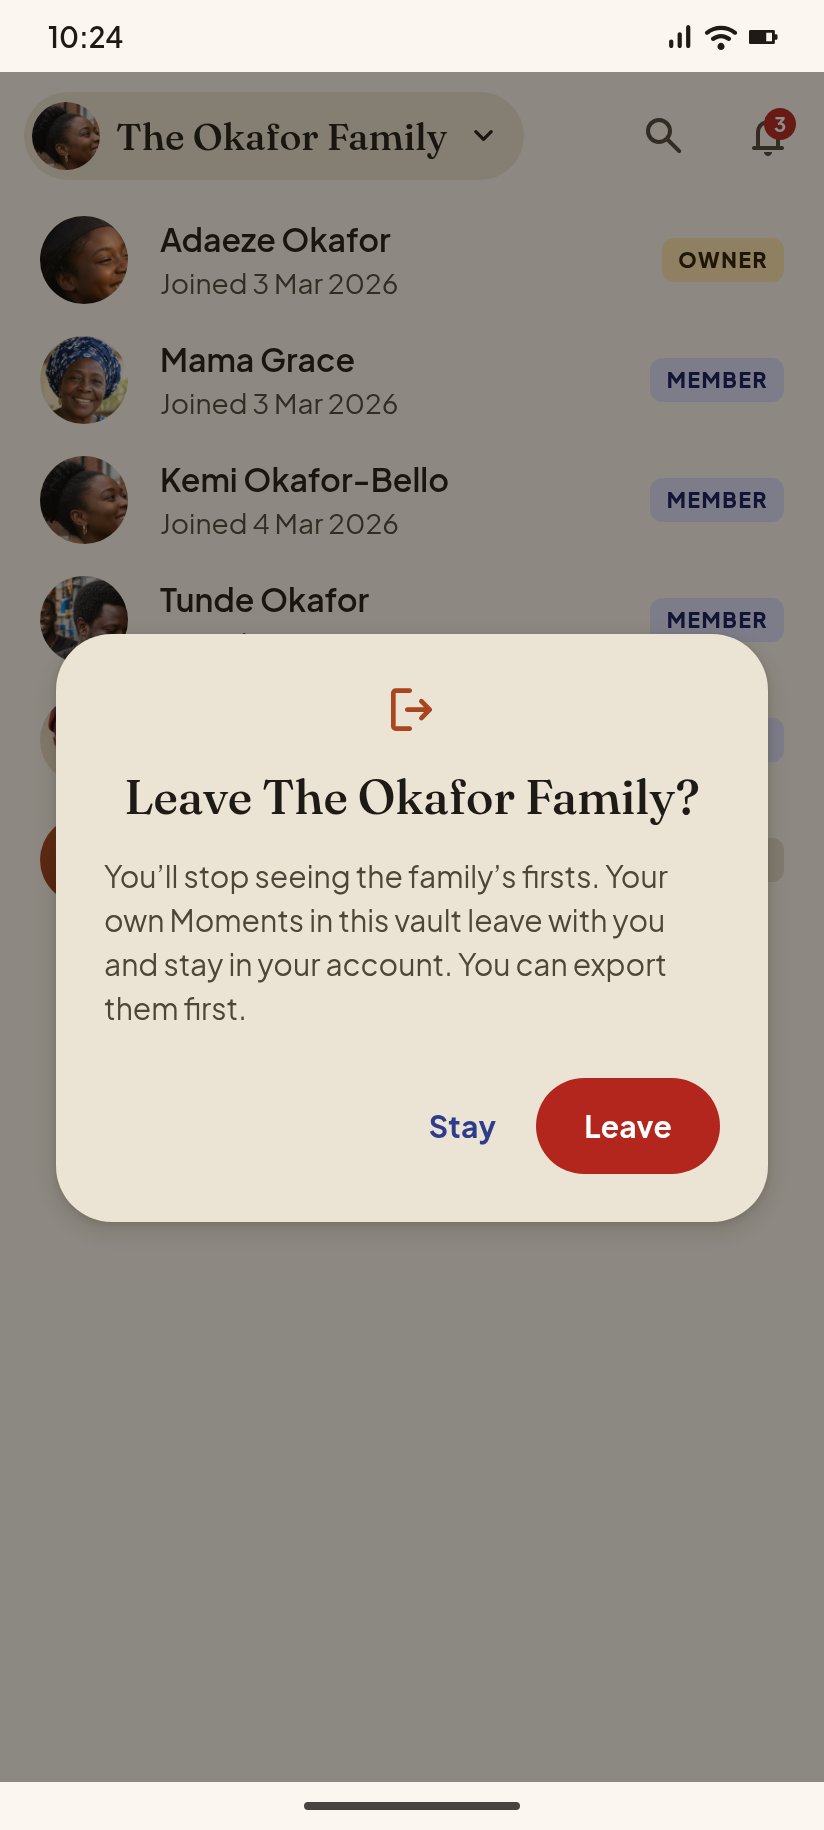 10:24
The Okafor Family
3
Adaeze Okafor
Joined 3 Mar 2026
OWNER
Mama Grace
Joined 3 Mar 2026
MEMBER
Kemi Okafor-Bello
Joined 4 Mar 2026
MEMBER
Tunde Okafor
MEMBER
Leave The Okafor Family?
You’ll stop seeing the family’s firsts. Your
own Moments in this vault leave with you
and stay in your account. You can export
them first.
Stay
Leave